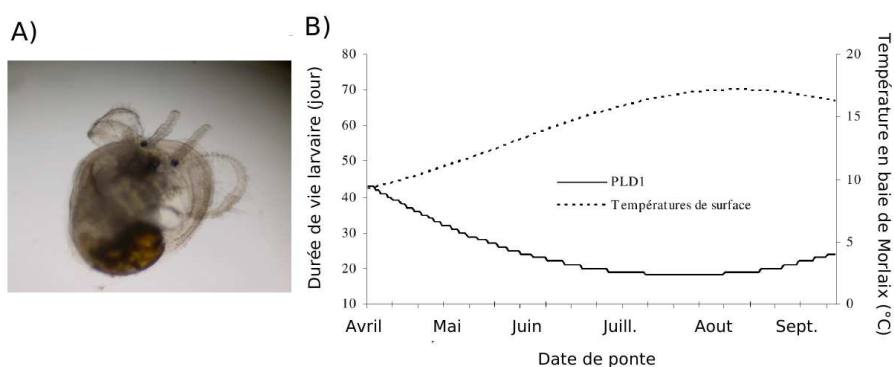 A)
B)
Durée de vie larvaire (jour)
80
70
60
50
40
30
20
10
PLD1
Températures de surface
20
15
10
5
0
Température en baie de Morlaix (°C)
Avril Mai Juin Juill. Aout Sept.
Date de ponte